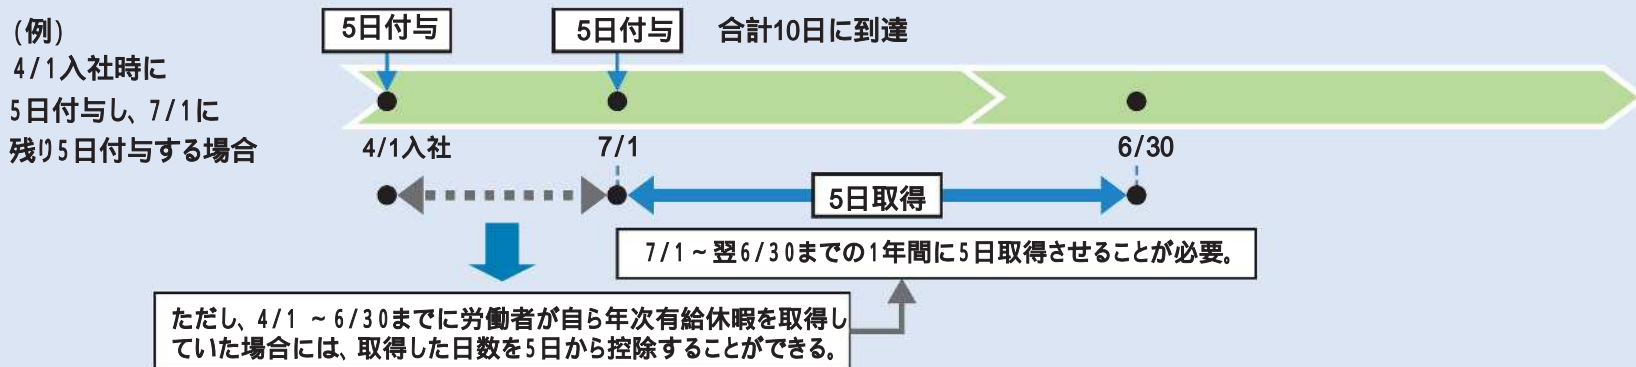 (例)
4/1入社時に
5日付与し、7/1に
残り5日付与する場合
5日付与
5日付与
合計10日に到達
4/1入社
7/1
6/30
5日取得
7/1~翌6/30までの1年間に5日取得させることが必要。
ただし、4/1 ~6/30までに労働者が自ら年次有給休暇を取得し
ていた場合には、取得した日数を5日から控除することができる。